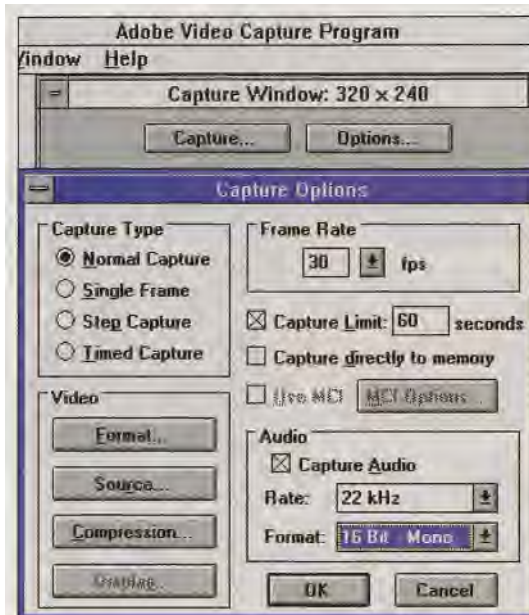 Adobe Video Capture Program
Window Help
Capture Window: 320 x 240
Capture... Options...
Capture Options
Capture Type
Normal Capture
Single Frame
Step Capture
Timed Capture
Frame Rate
30 fps
Capture Limit: 60 seconds
Capture directly to memory
Use MCI MCI Options...
Video
Format...
Source...
Compression...
Display...
Audio
Capture Audio
Rate: 22 kHz
Format: 16 Bit - Mono
OK Cancel